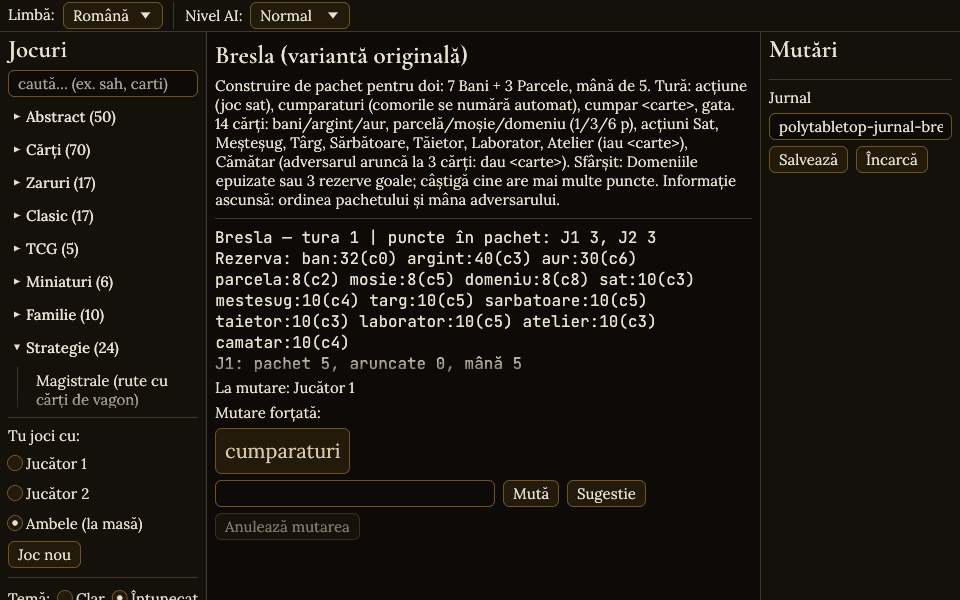 Limbă: Română Nivel AI: Normal
Jocuri
caută... (ex. sah, carti)
Abstract (50)
Cărți (70)
Zaruri (17)
Clasic (17)
TCG (5)
Miniaturi (6)
Familie (10)
Strategie (24)
Magistrale (rute cu
cărți de vagon)
Tu joci cu:
Jucător 1
Jucător 2
Ambele (la masă)
Joc nou
Temă: Clar Întunecat
Bresla (variantă originală)
Construire de pachet pentru doi: 7 Bani + 3 Parcele, mână de 5. Tură: acțiune
(joc sat), cumparaturi (comorile se numără automat), cumpar <carte>, gata.
14 cărți: bani/argint/aur, parcelă/moșie/domeniu (1/3/6 p), acțiuni Sat,
Meșteșug, Târg, Sărbătoare, Tăietor, Laborator, Atelier (iau <carte>),
Cămătar (adversarul aruncă la 3 cărți: dau <carte>). Sfârșit: Domeniile
epuizate sau 3 rezerve goale; câștigă cine are mai multe puncte. Informație
ascunsă: ordinea pachetului și mâna adversarului.
Bresla — tura 1 | puncte în pachet: J1 3, J2 3
Rezerva: ban:32(c0) argint:40(c3) aur:30(c6)
parcela:8(c2) mosie:8(c5) domeniu:8(c8) sat:10(c3)
mestesug:10(c4) targ:10(c5) sarbatoare:10(c5)
taietor:10(c3) laborator:10(c5) atelier:10(c3)
camatar:10(c4)
J1: pachet 5, aruncate 0, mână 5
La mutare: Jucător 1
Mutare forțată:
cumparaturi
Mută Sugestie
Anulează mutarea
Mutări
Jurnal
polytabletop-jurnal-bre
Salvează Încarcă